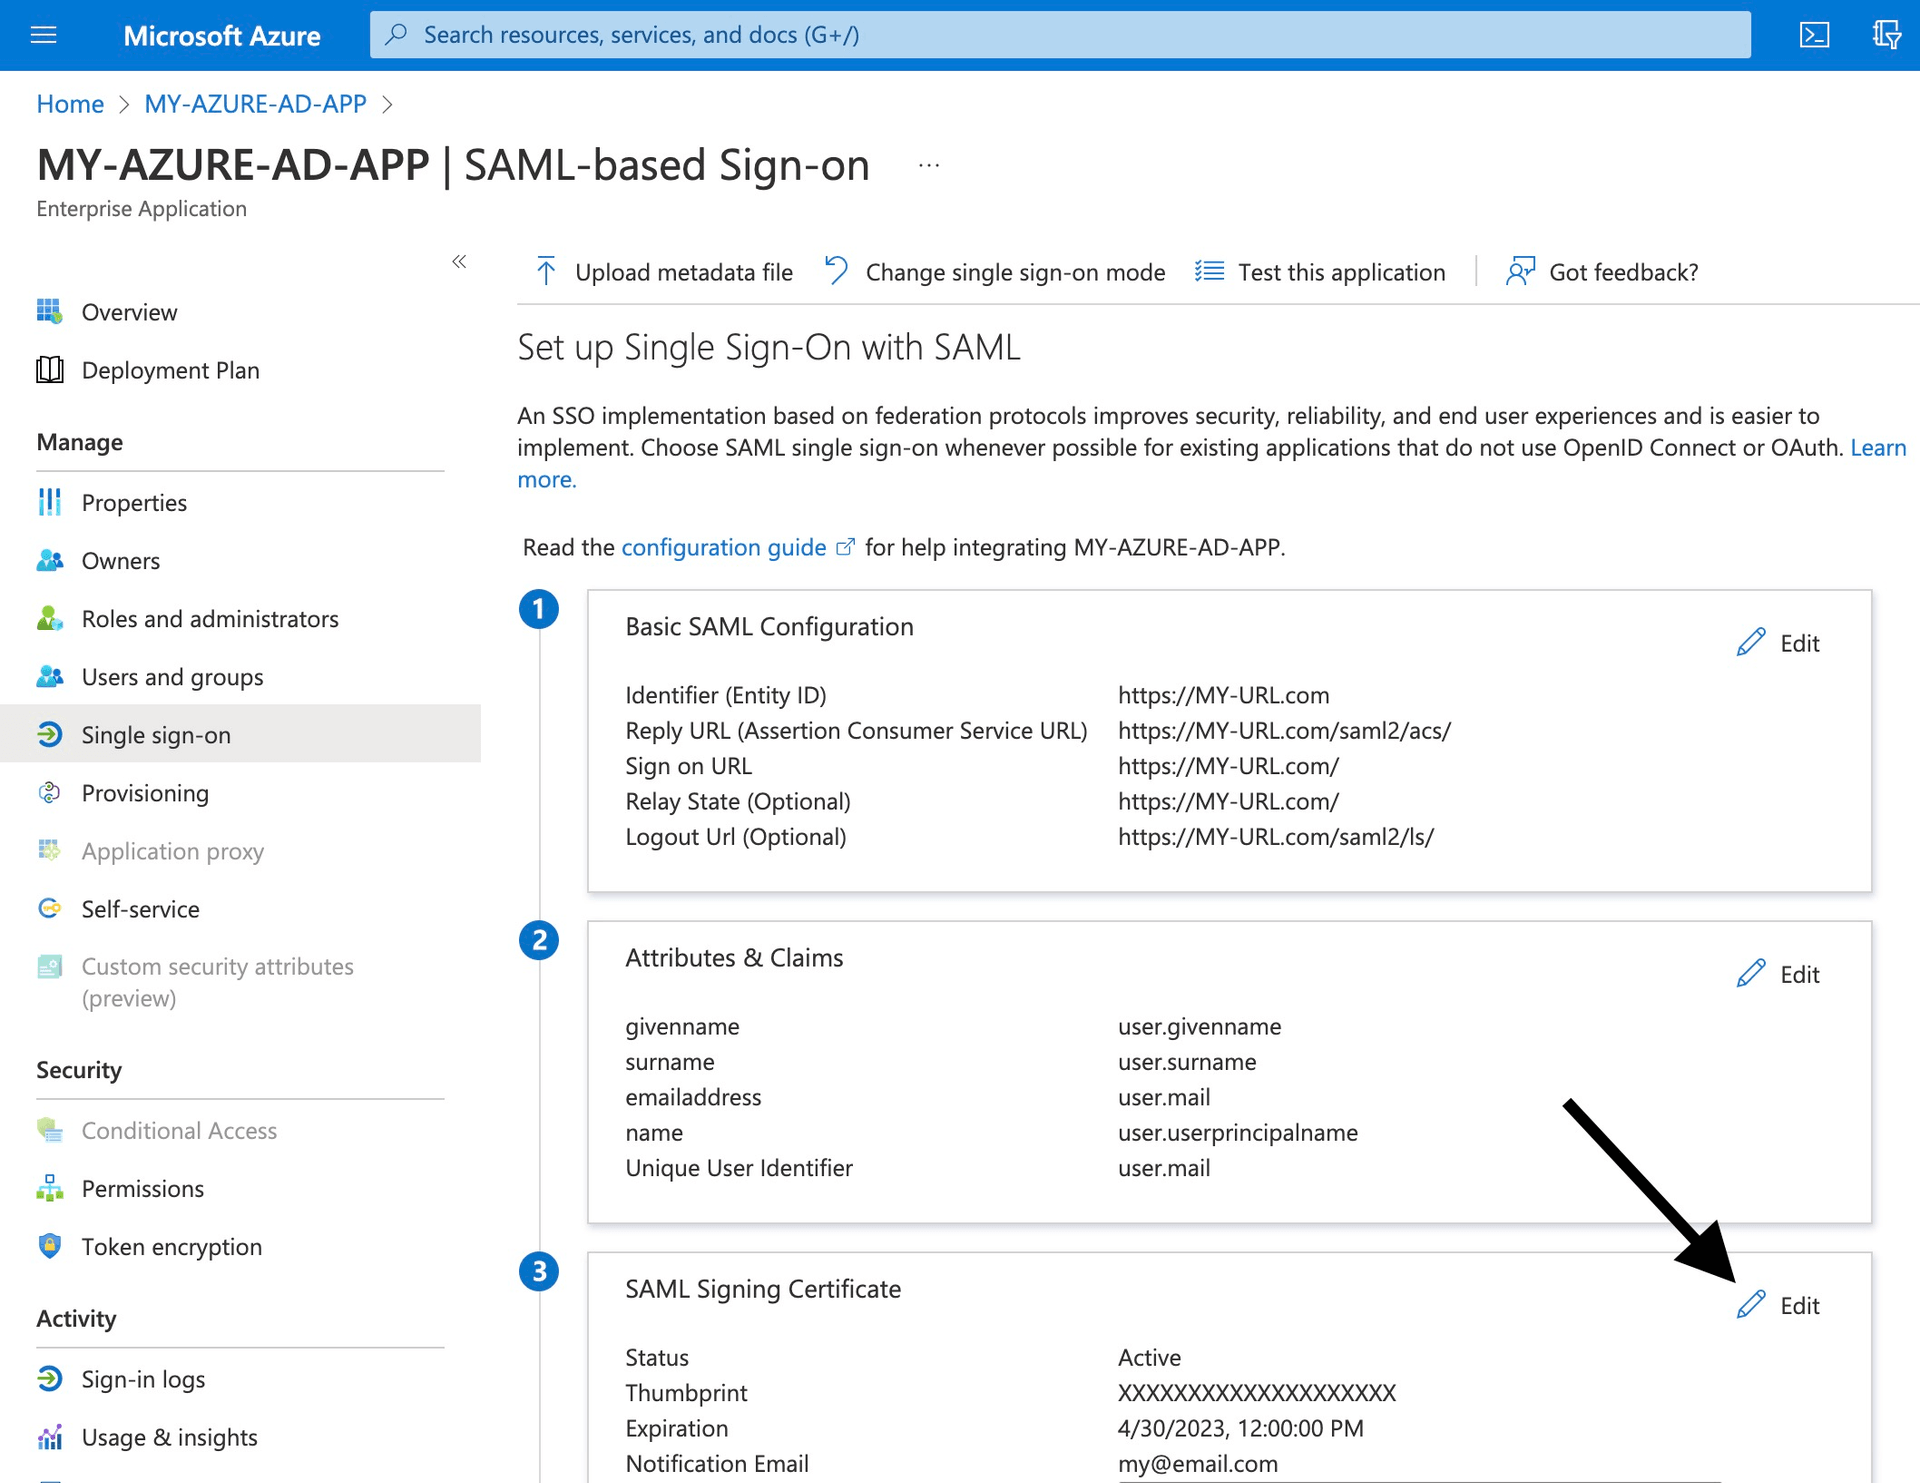 Microsoft Azure
Search resources, services, and docs (G+/)
Home > MY-AZURE-AD-APP >
MY-AZURE-AD-APP | SAML-based Sign-on ...
Enterprise Application
«
Upload metadata file
Change single sign-on mode
Test this application
Got feedback?
Overview
Deployment Plan
Manage
Properties
Owners
Roles and administrators
Users and groups
Single sign-on
Provisioning
Application proxy
Self-service
Custom security attributes
(preview)
Security
Conditional Access
Permissions
Token encryption
Activity
Sign-in logs
Usage & insights
Set up Single Sign-On with SAML
An SSO implementation based on federation protocols improves security, reliability, and end user experiences and is easier to
implement. Choose SAML single sign-on whenever possible for existing applications that do not use OpenID Connect or OAuth. Learn
more.
Read the configuration guide for help integrating MY-AZURE-AD-APP.
1
Basic SAML Configuration
Edit
Identifier (Entity ID) https://MY-URL.com
Reply URL (Assertion Consumer Service URL) https://MY-URL.com/saml2/acs/
Sign on URL https://MY-URL.com/
Relay State (Optional) https://MY-URL.com/
Logout Url (Optional) https://MY-URL.com/saml2/ls/
2
Attributes & Claims
Edit
givenname user.givenname
surname user.surname
emailaddress user.mail
name user.userprincipalname
Unique User Identifier user.mail
3
SAML Signing Certificate
Edit
Status Active
Thumbprint XXXXXXXXXXXXXXXXXXXX
Expiration 4/30/2023, 12:00:00 PM
Notification Email my@email.com